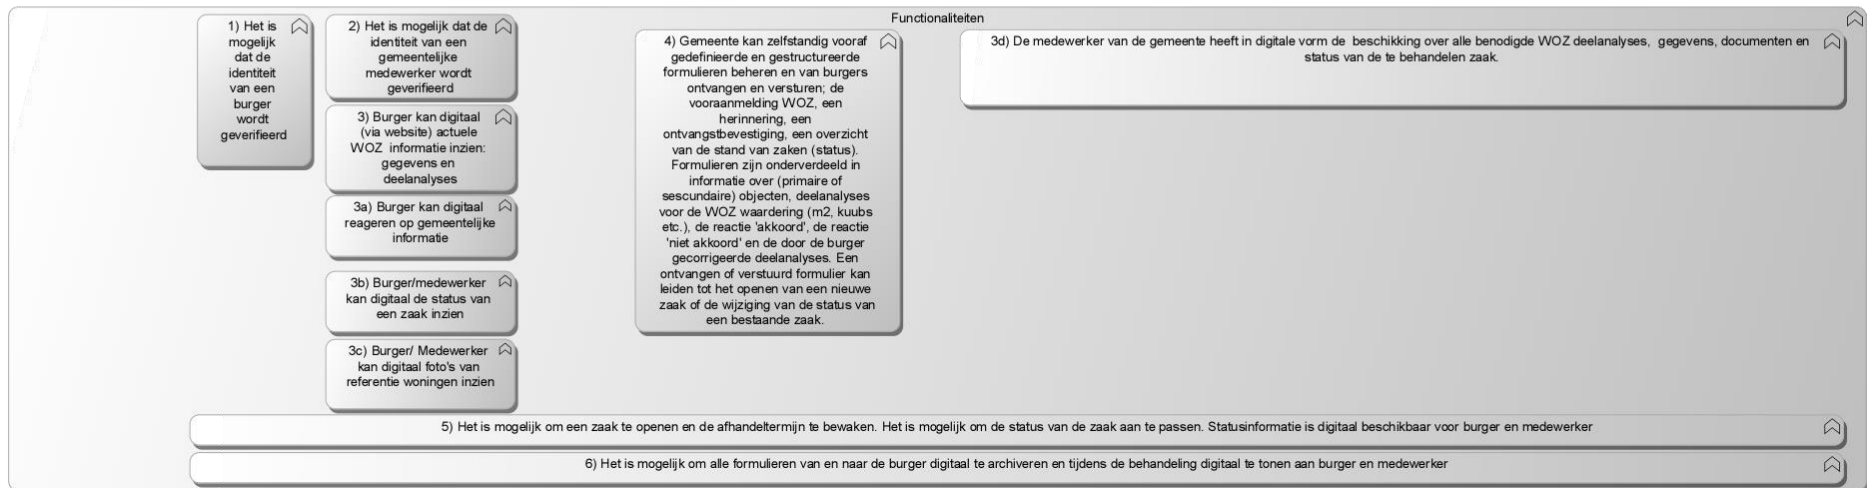 Functionaliteiten
1) Het is
mogelijk
dat de
identiteit
van een
burger
wordt
geverifieerd
2) Het is mogelijk dat de
identiteit van een
gemeentelijke
medewerker wordt
geverifieerd
3) Burger kan digitaal
(via website) actuele
WOZ informatie inzien:
gegevens en
deelanalyses
3a) Burger kan digitaal
reageren op gemeentelijke
informatie
3b) Burger/medewerker
kan digitaal de status van
een zaak inzien
3c) Burger/ Medewerker
kan digitaal foto's van
referentie woningen inzien
4) Gemeente kan zelfstandig vooraf
gedefinieerde en gestructureerde
formulieren beheren en van burgers
ontvangen en versturen; de
vooraanmelding WOZ, een
herinnering, een
ontvangstbevestiging, een overzicht
van de stand van zaken (status).
Formulieren zijn onderverdeeld in
informatie over (primaire of
sescundaire) objecten, deelanalyses
voor de WOZ waardering (m2, kuubs
etc.), de reactie 'akkoord', de reactie
'niet akkoord' en de door de burger
gecorrigeerde deelanalyses. Een
ontvangen of verstuurd formulier kan
leiden tot het openen van een nieuwe
zaak of de wijziging van de status van
een bestaande zaak.
3d) De medewerker van de gemeente heeft in digitale vorm de beschikking over alle benodigde WOZ deelanalyses, gegevens, documenten en
status van de te behandelen zaak.
5) Het is mogelijk om een zaak te openen en de afhandeltermijn te bewaken. Het is mogelijk om de status van de zaak aan te passen. Statusinformatie is digitaal beschikbaar voor burger en medewerker
6) Het is mogelijk om alle formulieren van en naar de burger digitaal te archiveren en tijdens de behandeling digitaal te tonen aan burger en medewerker